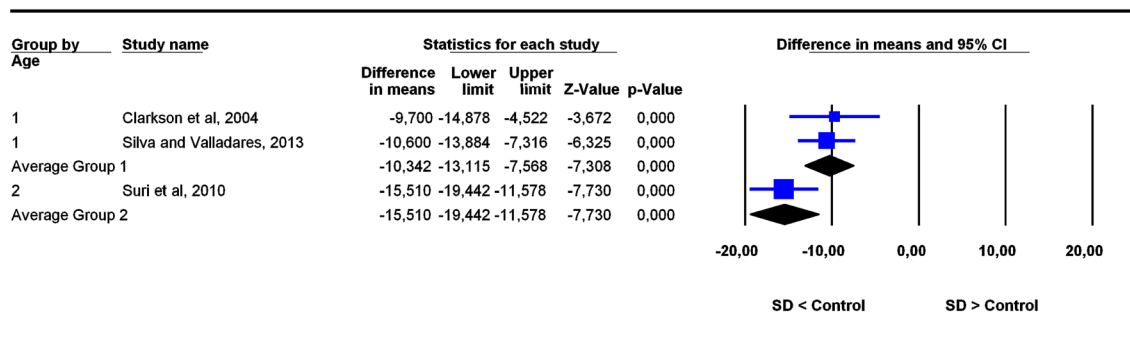 Group by Study name Statistics for each study Difference in means and 95% CI
Age
Difference Lower Upper
in means limit limit Z-Value p-Value
1 Clarkson et al, 2004 -9,700 -14,878 -4,522 -3,672 0,000
1 Silva and Valladares, 2013 -10,600 -13,884 -7,316 -6,325 0,000
Average Group 1 -10,342 -13,115 -7,568 -7,308 0,000
2 Suri et al, 2010 -15,510 -19,442 -11,578 -7,730 0,000
Average Group 2 -15,510 -19,442 -11,578 -7,730 0,000
-20,00 -10,00 0,00 10,00 20,00
SD < Control SD > Control